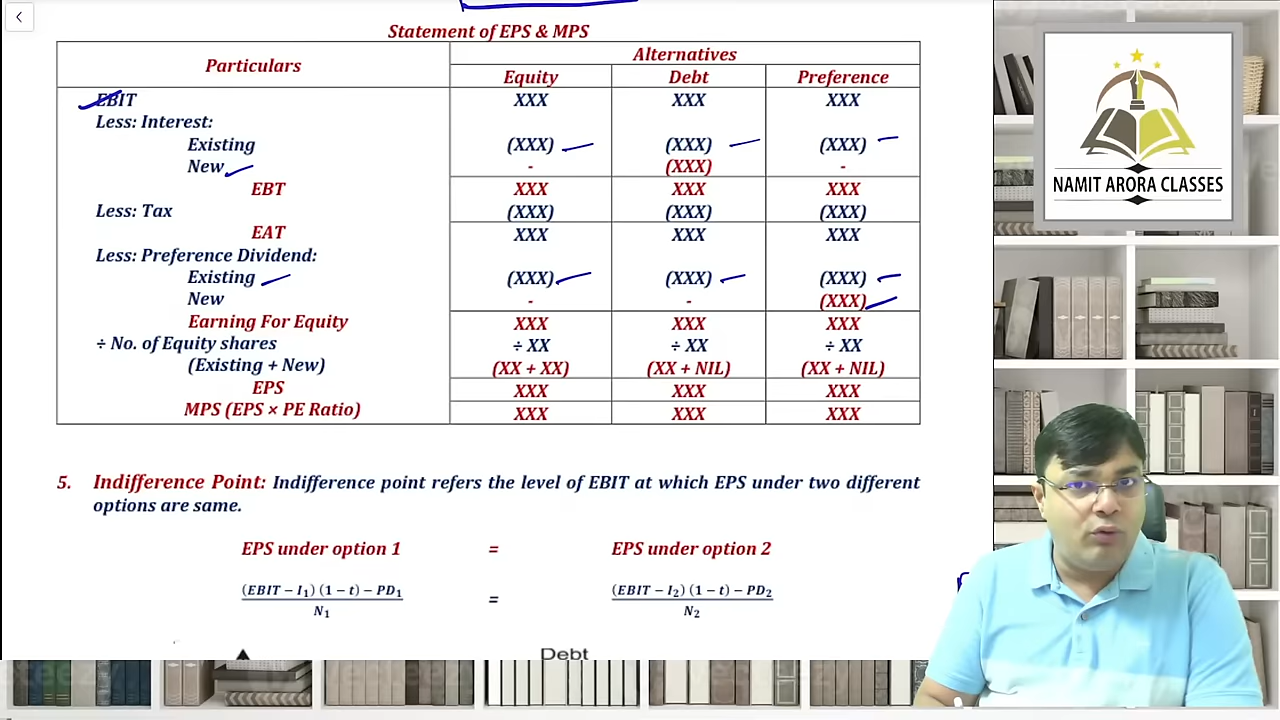 Statement of EPS & MPS
Particulars
Alternatives
Equity Debt Preference
EBIT XXX XXX XXX
Less: Interest:
Existing (XXX) (XXX) (XXX)
New - (XXX) -
EBT XXX XXX XXX
Less: Tax (XXX) (XXX) (XXX)
EAT XXX XXX XXX
Less: Preference Dividend:
Existing (XXX) (XXX) (XXX)
New - - (XXX)
Earning For Equity XXX XXX XXX
÷ No. of Equity shares ÷ XX ÷ XX ÷ XX
(Existing + New) (XX + XX) (XX + NIL) (XX + NIL)
EPS XXX XXX XXX
MPS (EPS × PE Ratio) XXX XXX XXX
5. Indifference Point: Indifference point refers the level of EBIT at which EPS under two different
options are same.
EPS under option 1 = EPS under option 2
(EBIT − I₁) (1 − t) − PD₁ / N₁ = (EBIT − I₂) (1 − t) − PD₂ / N₂
Debt
NAMIT ARORA CLASSES